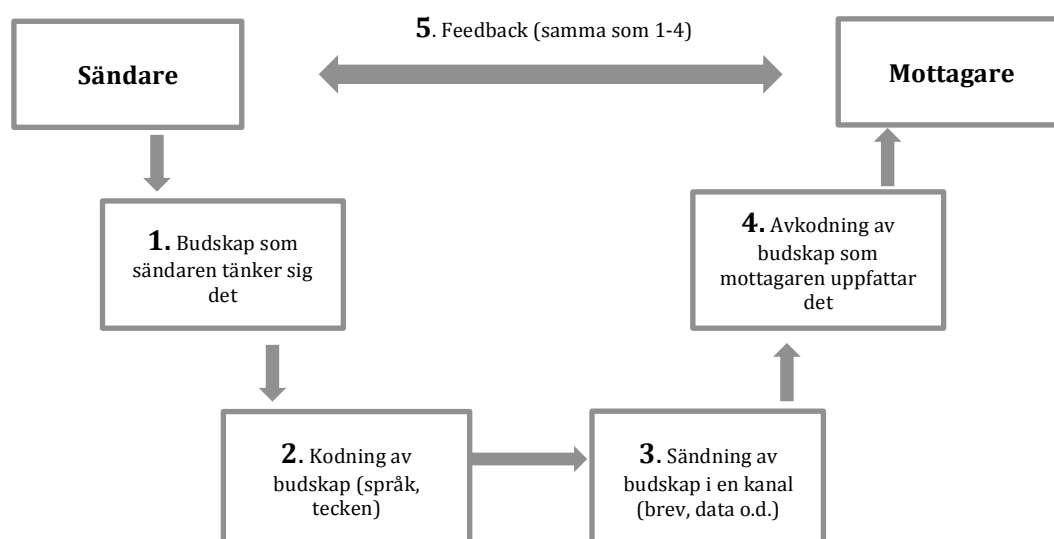 5. Feedback (samma som 1-4)
Sändare
Mottagare
1. Budskap som
sändaren tänker sig
det
4. Avkodning av
budskap som
mottagaren uppfattar
det
2. Kodning av
budskap (språk,
tecken)
3. Sändning av
budskap i en kanal
(brev, data o.d.)